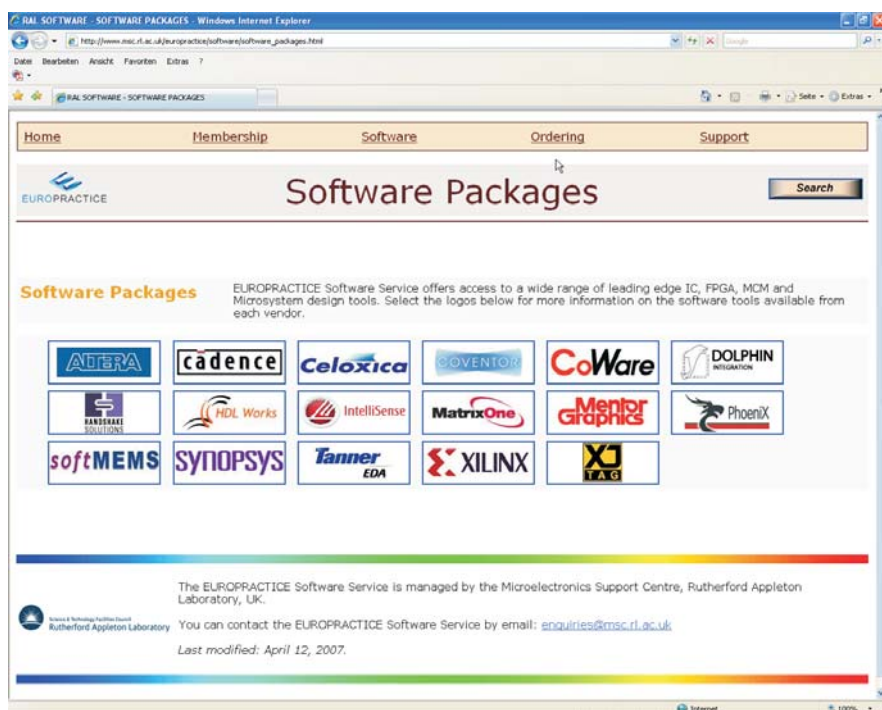 RAL SOFTWARE - SOFTWARE PACKAGES - Windows Internet Explorer
http://www.msc.rl.ac.uk/europractice/software/software_packages.html
Google
Datei Bearbeiten Ansicht Favoriten Extras ?
RAL SOFTWARE - SOFTWARE PACKAGES
Seite Extras
Home Membership Software Ordering Support
EUROPRACTICE
Software Packages
Search
Software Packages
EUROPRACTICE Software Service offers access to a wide range of leading edge IC, FPGA, MCM and
Microsystem design tools. Select the logos below for more information on the software tools available from
each vendor.
ALTERA cādence Celoxica COVENTOR CoWare DOLPHIN
INTEGRATION
HANDSHAKE
SOLUTIONS
HDL Works IntelliSense MatrixOne Mentor
Graphics
PhoeniX
softMEMS SYNOPSYS Tanner
EDA
XILINX XJ
TAG
The EUROPRACTICE Software Service is managed by the Microelectronics Support Centre, Rutherford Appleton
Laboratory, UK.
Science & Technology Facilities Council
Rutherford Appleton Laboratory
You can contact the EUROPRACTICE Software Service by email: enquiries@msc.rl.ac.uk
Last modified: April 12, 2007.
Internet 100%